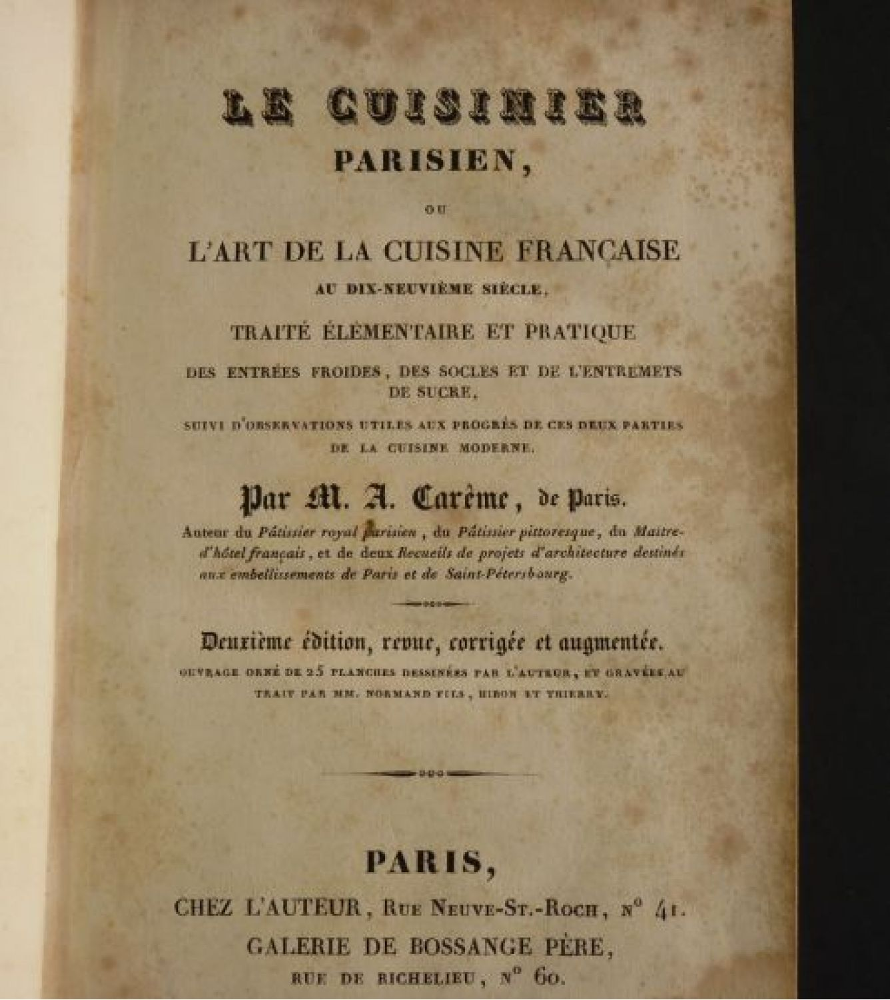 LE CUISINIER
PARISIEN,
OU
L'ART DE LA CUISINE FRANÇAISE
AU DIX-NEUVIÈME SIÈCLE.
TRAITÉ ÉLÉMENTAIRE ET PRATIQUE
DES ENTRÉES FROIDES, DES SOCLES ET DE L'ENTREMETS
DE SUCRE,
SUIVI D'OBSERVATIONS UTILES AUX PROGRÈS DE CES DEUX PARTIES
DE LA CUISINE MODERNE.
Par M. A. Carême, de Paris.
Auteur du Pâtissier royal parisien, du Pâtissier pittoresque, du Maitre-
d'hôtel français, et de deux Recueils de projets d'architecture destinés
aux embellissements de Paris et de Saint-Pétersbourg.
Deuxième édition, revue, corrigée et augmentée.
OUVRAGE ORNÉ DE 25 PLANCHES DESSINÉES PAR L'AUTEUR, ET GRAVÉES AU
TRAIT PAR MM. NORMAND FILS, HIBON ET THIERRY.
PARIS,
CHEZ L'AUTEUR, RUE NEUVE-ST.-ROCH, Nº 41.
GALERIE DE BOSSANGE PÈRE,
RUE DE RICHELIEU, Nº 60.